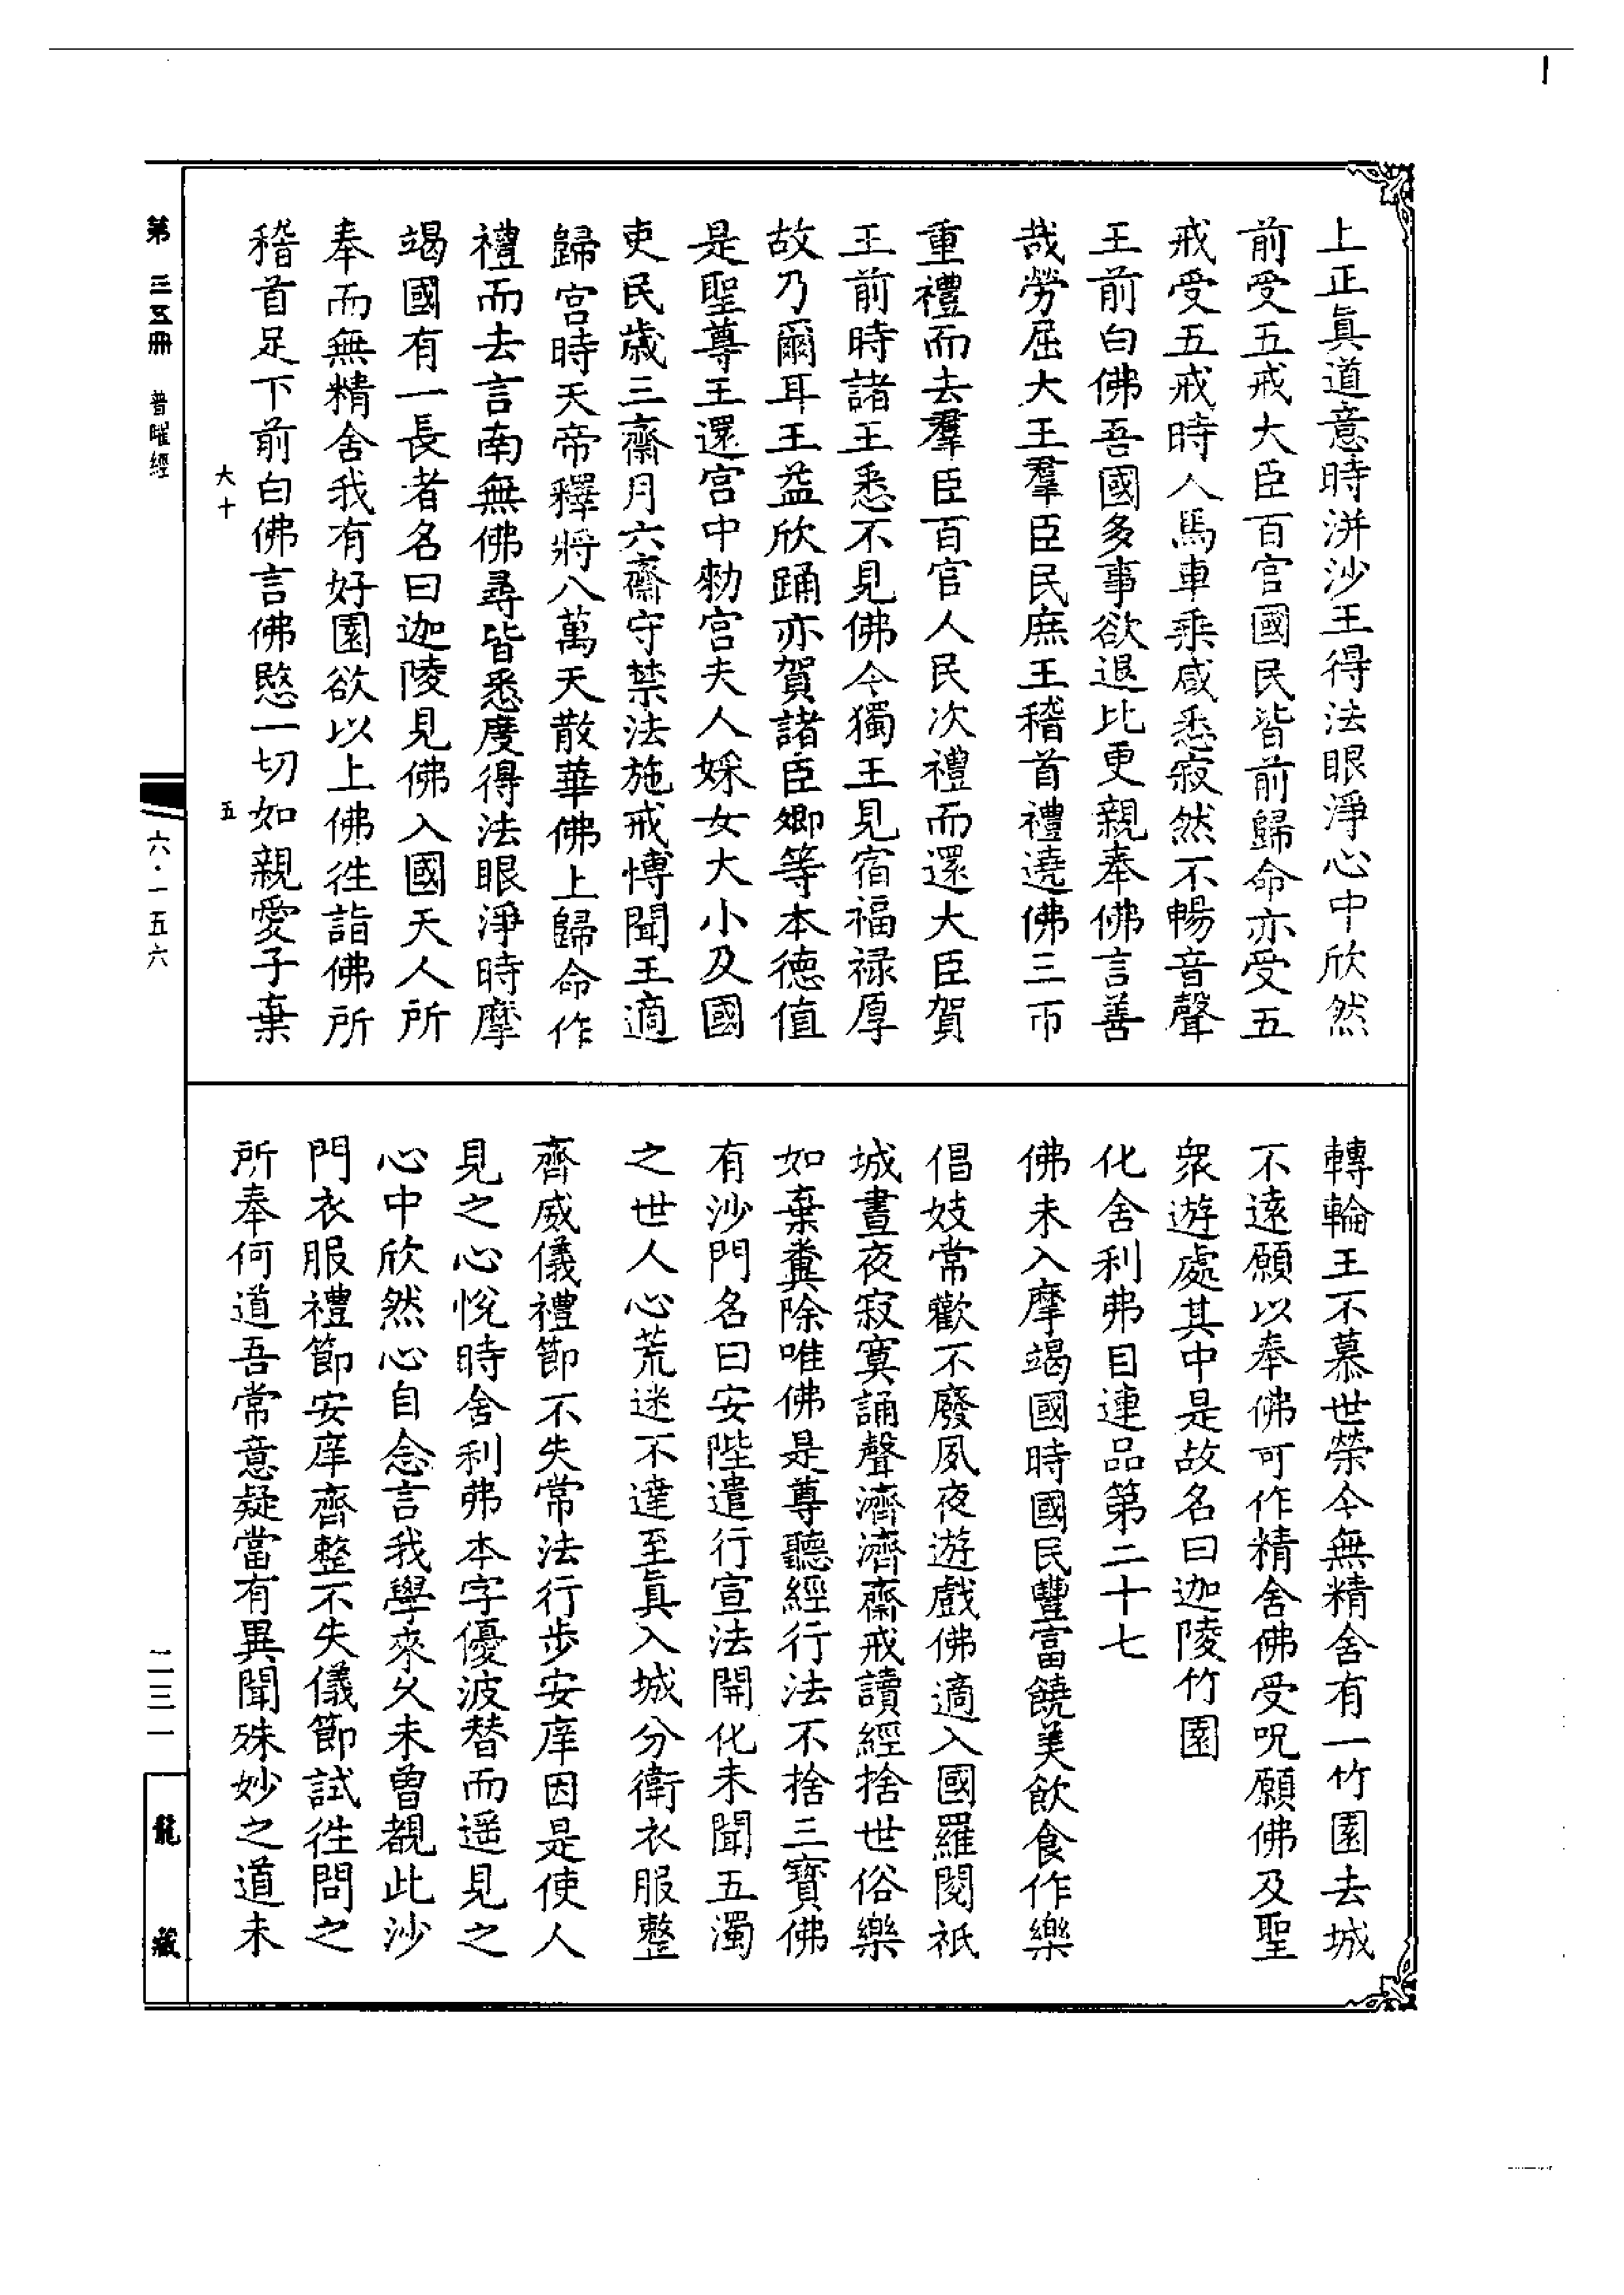 上正眞道意時洴沙王得法眼淨心中欣然
前受五戒大臣百官國民皆前歸命亦受五
戒受五戒時人馬車乘咸悉寂然不暢音聲
王前白佛吾國多事欲退比更親奉佛言善
哉勞屈大王羣臣民庶王稽首禮遶佛三帀
重禮而去羣臣百官人民次禮而還大臣賀
王前時諸王悉不見佛今獨王見宿福祿厚
故乃爾耳王益欣踊亦賀諸臣卿等本德值
是聖尊王還宮中勅宮夫人婇女大小及國
吏民歲三齋月六齋守禁法施戒博聞王適
歸宮時天帝釋將八萬天散華佛上歸命作
禮而去言南無佛尋皆悉度得法眼淨時摩
竭國有一長者名曰迦陵見佛入國天人所
奉而無精舍我有好園欲以上佛徃詣佛所
稽首足下前白佛言佛愍一切如親愛子棄
大十
五
轉輪王不慕世榮今無精舍有一竹園去城
不遠願以奉佛可作精舍佛受呪願佛及聖
衆遊處其中是故名曰迦陵竹園
化舍利弗目連品第二十七
佛未入摩竭國時國民豐富饒美飲食作樂
倡妓常歡不廢夙夜遊戲佛適入國羅閱祇
城晝夜寂寞誦聲濟濟齋戒讀經捨世俗樂
如棄糞除唯佛是尊聽經行法不捨三寶佛
有沙門名曰安陛遣行宣法開化未聞五濁
之世人心荒迷不達至眞入城分衛衣服整
齊威儀禮節不失常法行步安庠因是使人
見之心悅時舍利弗本字優波替而遥見之
心中欣然心自念言我學來久未曾覩此沙
門衣服禮節安庠齊整不失儀節試徃問之
所奉何道吾常意疑當有異聞殊妙之道未
第三五冊
普曜經
六·一五六
二三一
龍藏